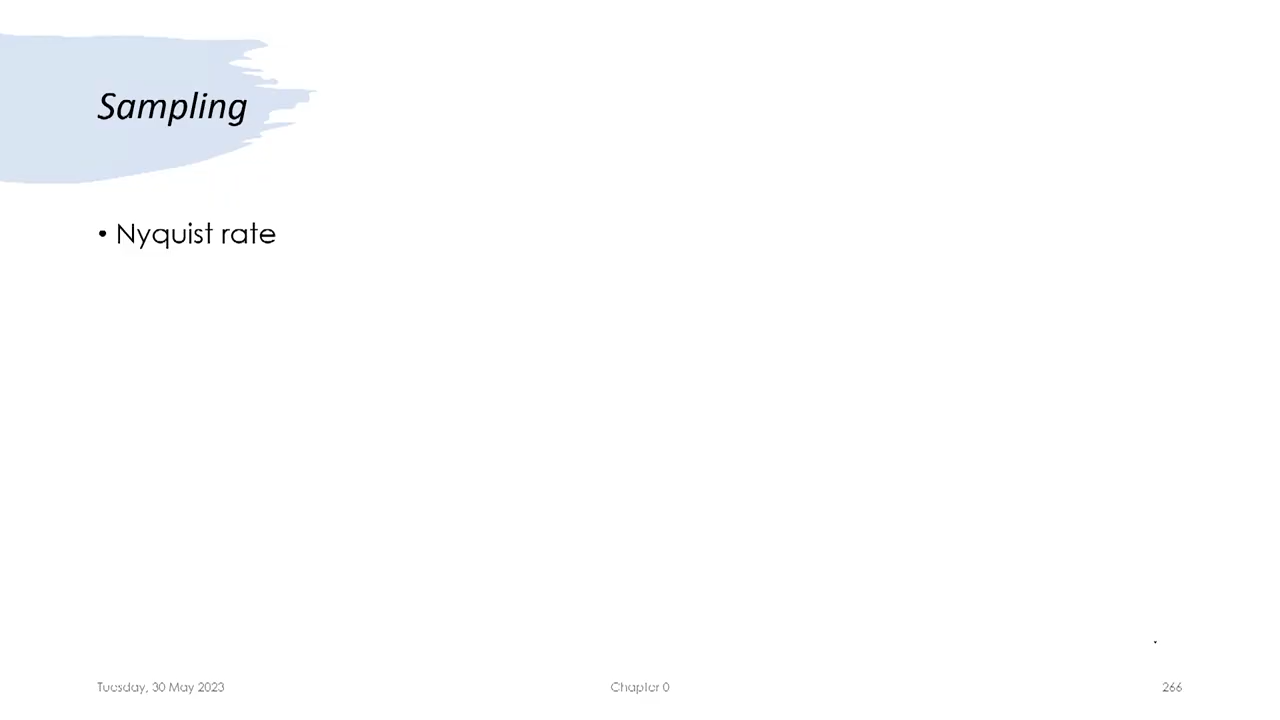 Sampling
• Nyquist rate
Tuesday, 30 May 2023
Chapter 0
266